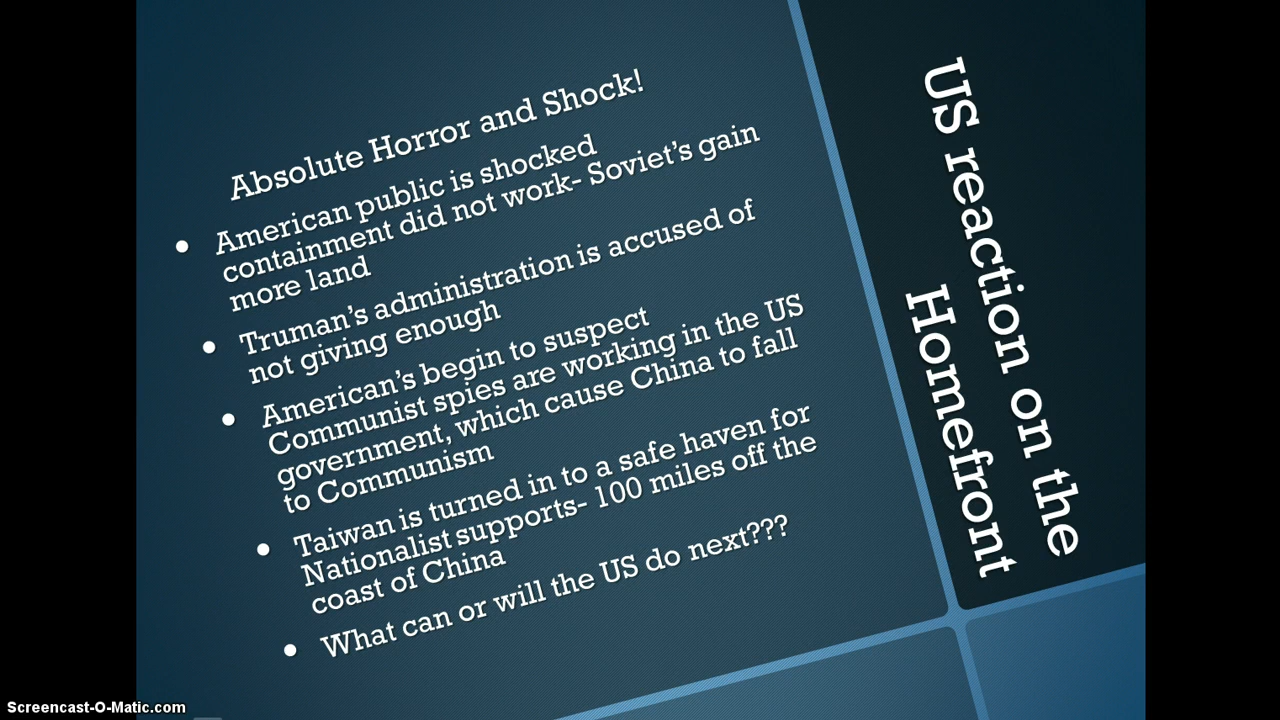 US reaction on the
Homefront
Absolute Horror and Shock!
• American public is shocked
containment did not work- Soviet's gain
more land
• Truman's administration is accused of
not giving enough
• American's begin to suspect
Communist spies are working in the US
government, which cause China to fall
to Communism
• Taiwan is turned in to a safe haven for
Nationalist supports- 100 miles off the
coast of China
• What can or will the US do next???
Screencast-O-Matic.com